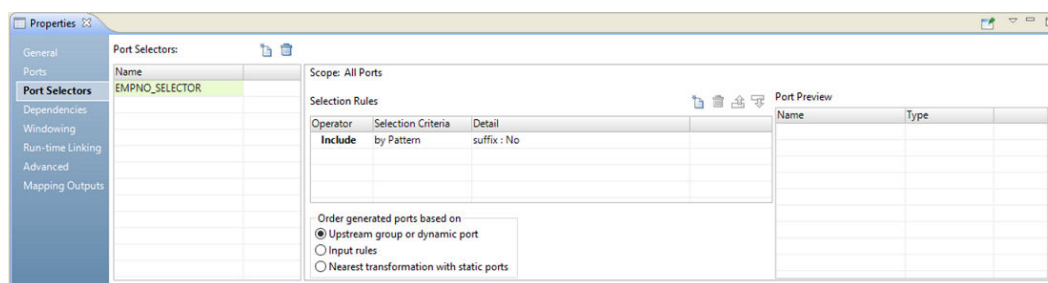 Properties
General
Ports
Port Selectors
Dependencies
Windowing
Run-time Linking
Advanced
Mapping Outputs
Port Selectors:
Name
EMPNO_SELECTOR
Scope: All Ports
Selection Rules
Operator Selection Criteria Detail
Include by Pattern suffix : No
Order generated ports based on
Upstream group or dynamic port
Input rules
Nearest transformation with static ports
Port Preview
Name Type